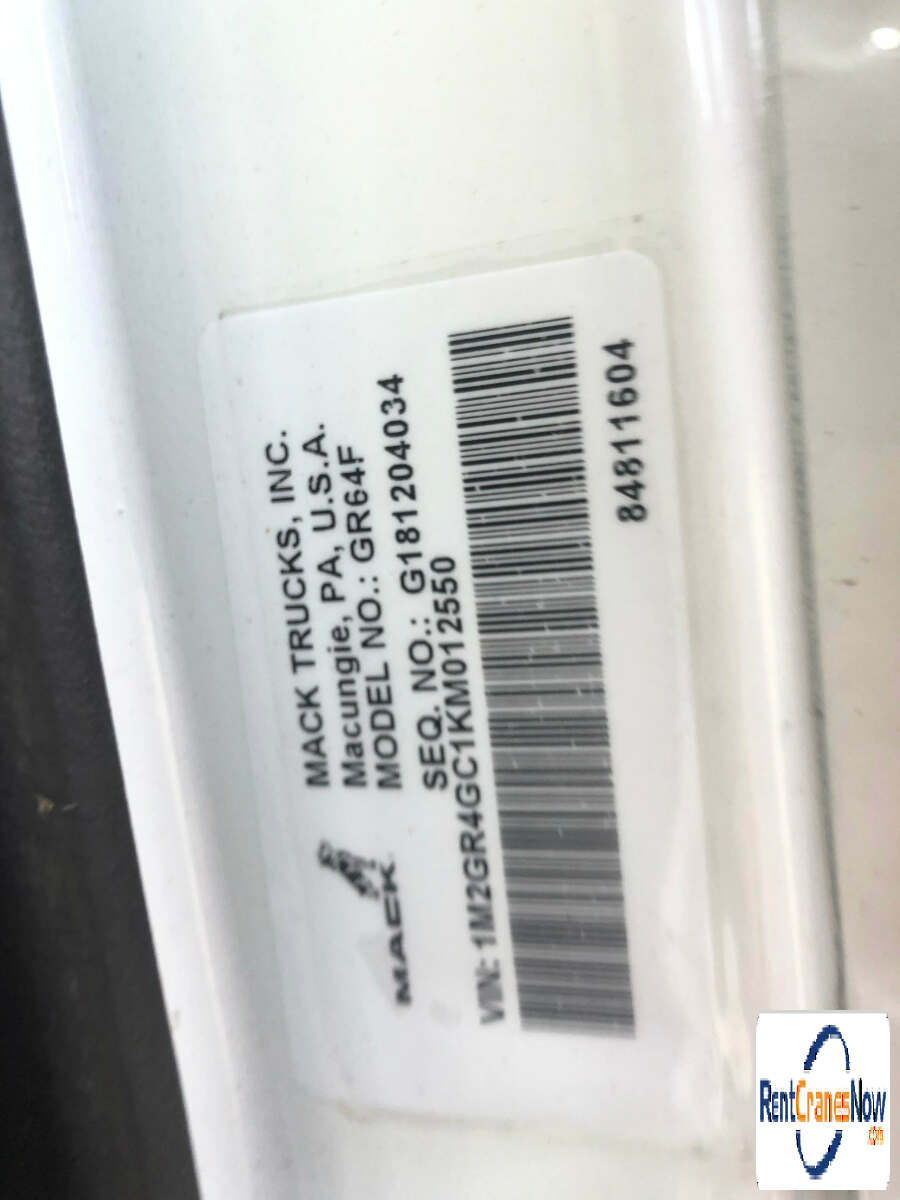 MACK
MACK TRUCKS, INC.
Macungie, PA, U.S.A.
MODEL NO.: GR64F
SEQ. NO.: G181204034
VIN: 1M2GR4GC1KM012550
84811604
RentCranesNow
.com